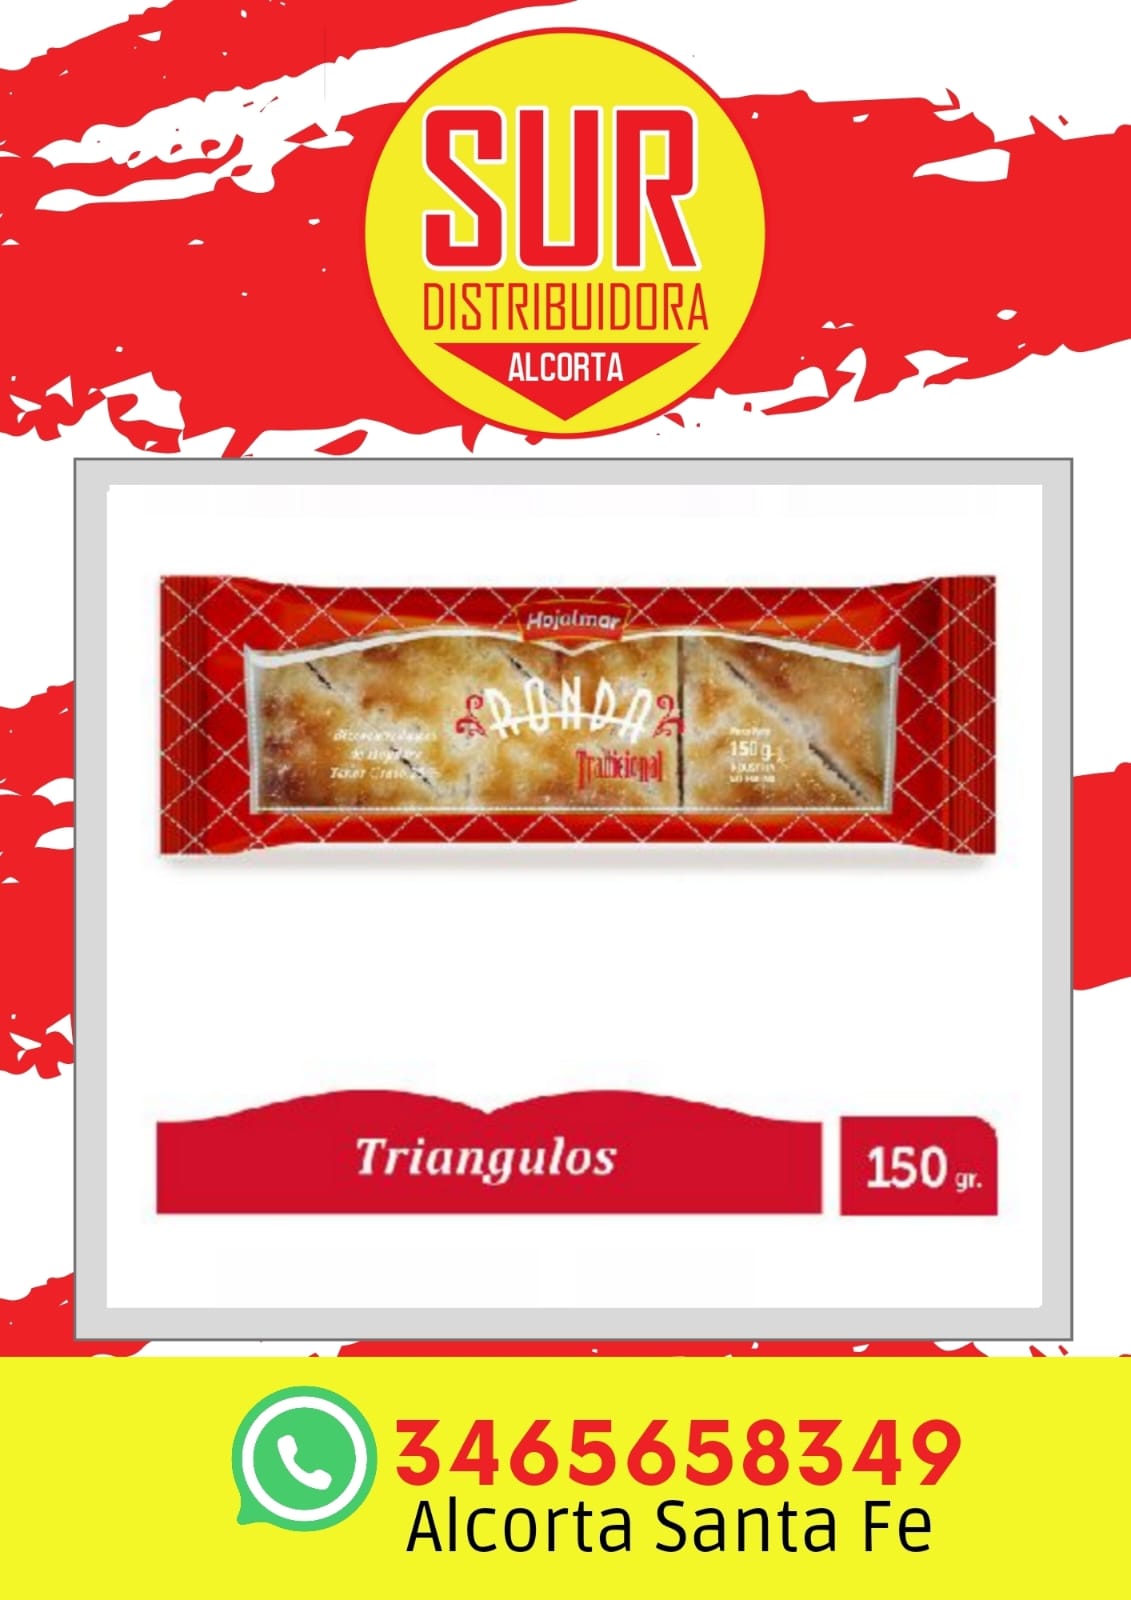 SUR
DISTRIBUIDORA
ALCORTA
Hojalmar
RONDA
Tradicional
150 g.
Triangulos
150 gr.
3465658349
Alcorta Santa Fe